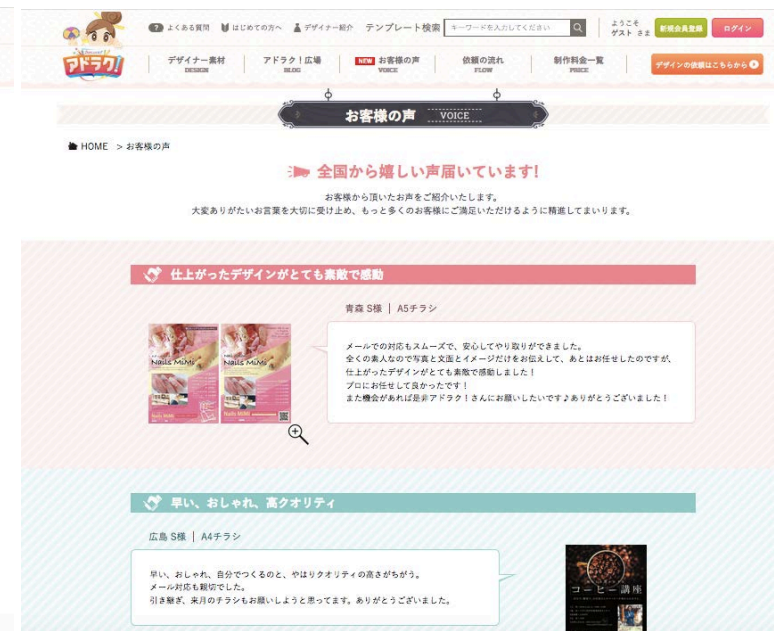 ? よくある質問 はじめての方へ デザイナー紹介 テンプレート検索 キーワードを入力してください ようこそ ゲスト さま 新規会員登録 ログイン
アドラク!
デザイナー素材 アドラク!広場 NEW お客様の声 依頼の流れ 制作料金一覧 デザインの依頼はこちらから
DESIGN BLOG VOICE FLOW PRICE
お客様の声 VOICE
HOME > お客様の声
全国から嬉しい声届いています!
お客様から頂いたお声をご紹介いたします。
大変ありがたいお言葉を大切に受け止め、もっと多くのお客様にご満足いただけるように精進してまいります。
仕上がったデザインがとても素敵で感動
青森 S様 | A5チラシ
Nails MiMi Nails MiMi
メールでの対応もスムーズで、安心してやり取りができました。
全くの素人なので写真と文面とイメージだけをお伝えして、あとはお任せしたのですが、
仕上がったデザインがとても素敵で感動しました!
プロにお任せして良かったです!
また機会があれば是非アドラク!さんにお願いしたいです♪ありがとうございました!
Nails MiMi Nails MiMi
早い、おしゃれ、高クオリティ
広島 S様 | A4チラシ
早い、おしゃれ、自分でつくるのと、やはりクオリティの高さがちがう。
メール対応も親切でした。
引き継ぎ、来月のチラシもお願いしようと思ってます。ありがとうございました。
コーヒー講座